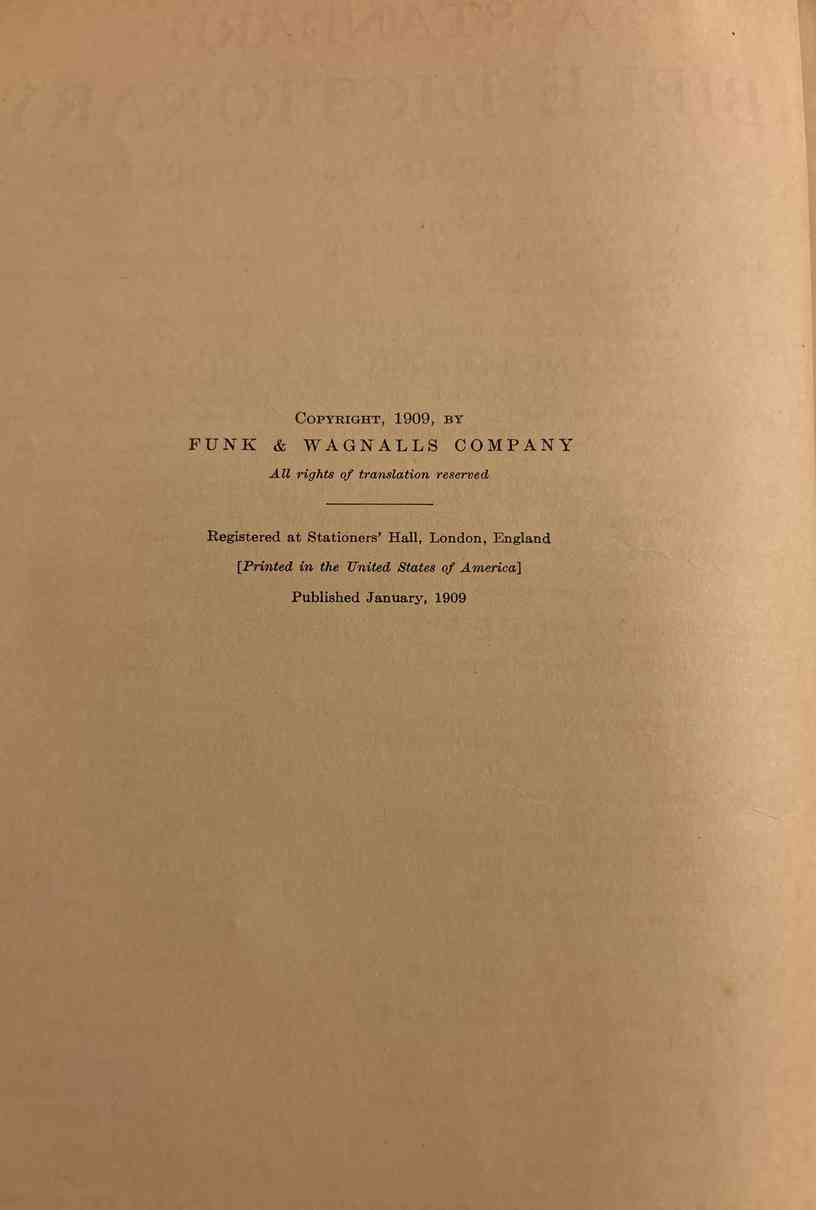 COPYRIGHT, 1909, BY
FUNK & WAGNALLS COMPANY
All rights of translation reserved
Registered at Stationers' Hall, London, England
[Printed in the United States of America]
Published January, 1909